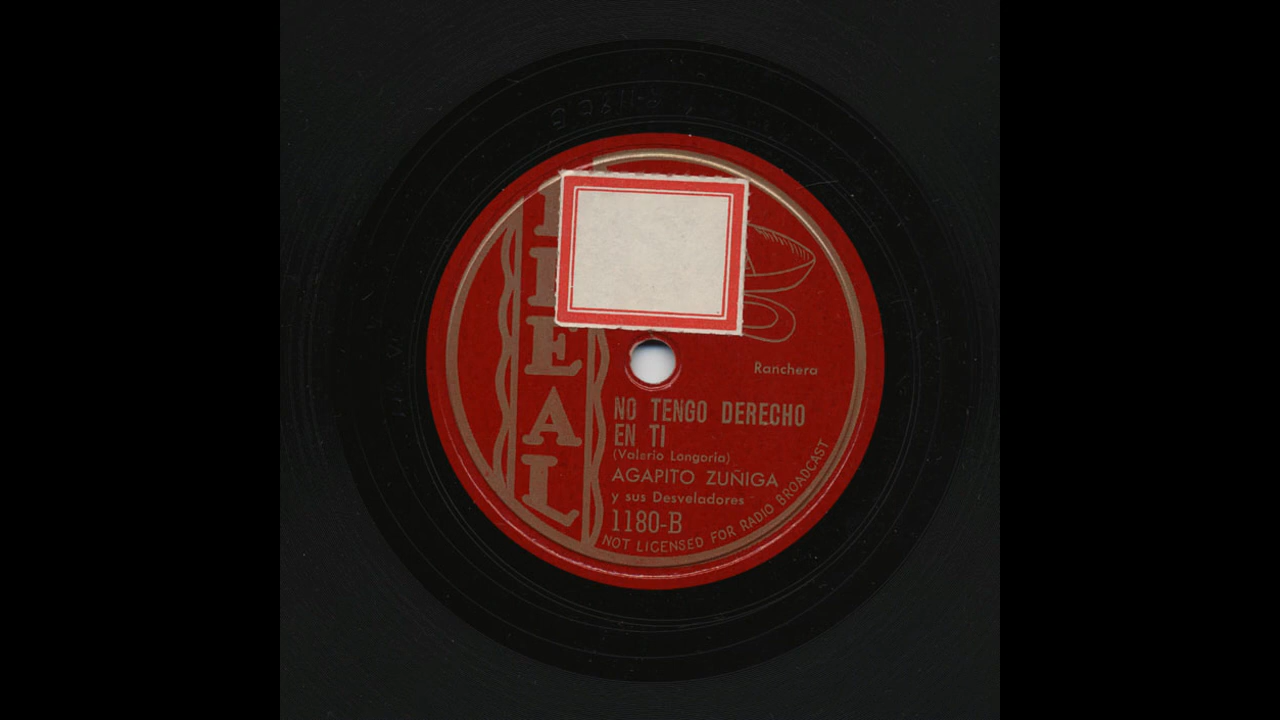 IDEAL
Ranchera
NO TENGO DERECHO
EN TI
(Valerio Longoria)
AGAPITO ZUÑIGA
y sus Desveladores
1180-B
NOT LICENSED FOR RADIO BROADCAST